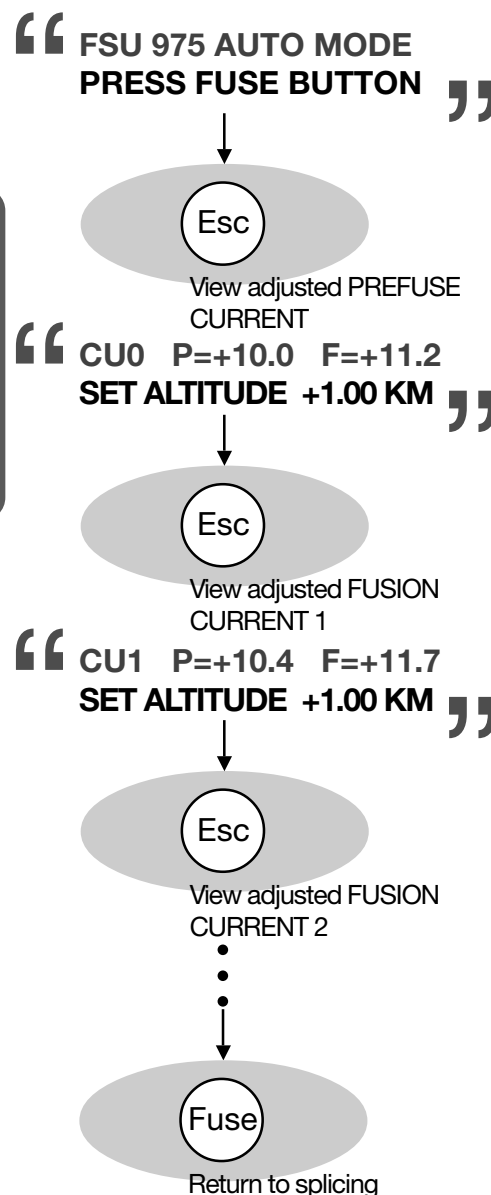 “ FSU 975 AUTO MODE
PRESS FUSE BUTTON ”
Esc
View adjusted PREFUSE
CURRENT
“ CU0 P=+10.0 F=+11.2
SET ALTITUDE +1.00 KM ”
Esc
View adjusted FUSION
CURRENT 1
“ CU1 P=+10.4 F=+11.7
SET ALTITUDE +1.00 KM ”
Esc
View adjusted FUSION
CURRENT 2
Fuse
Return to splicing